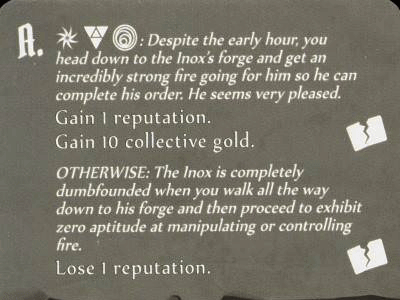 A. : Despite the early hour, you
head down to the Inox's forge and get an
incredibly strong fire going for him so he can
complete his order. He seems very pleased.
Gain 1 reputation.
Gain 10 collective gold.
OTHERWISE: The Inox is completely
dumbfounded when you walk all the way
down to his forge and then proceed to exhibit
zero aptitude at manipulating or controlling
fire.
Lose 1 reputation.